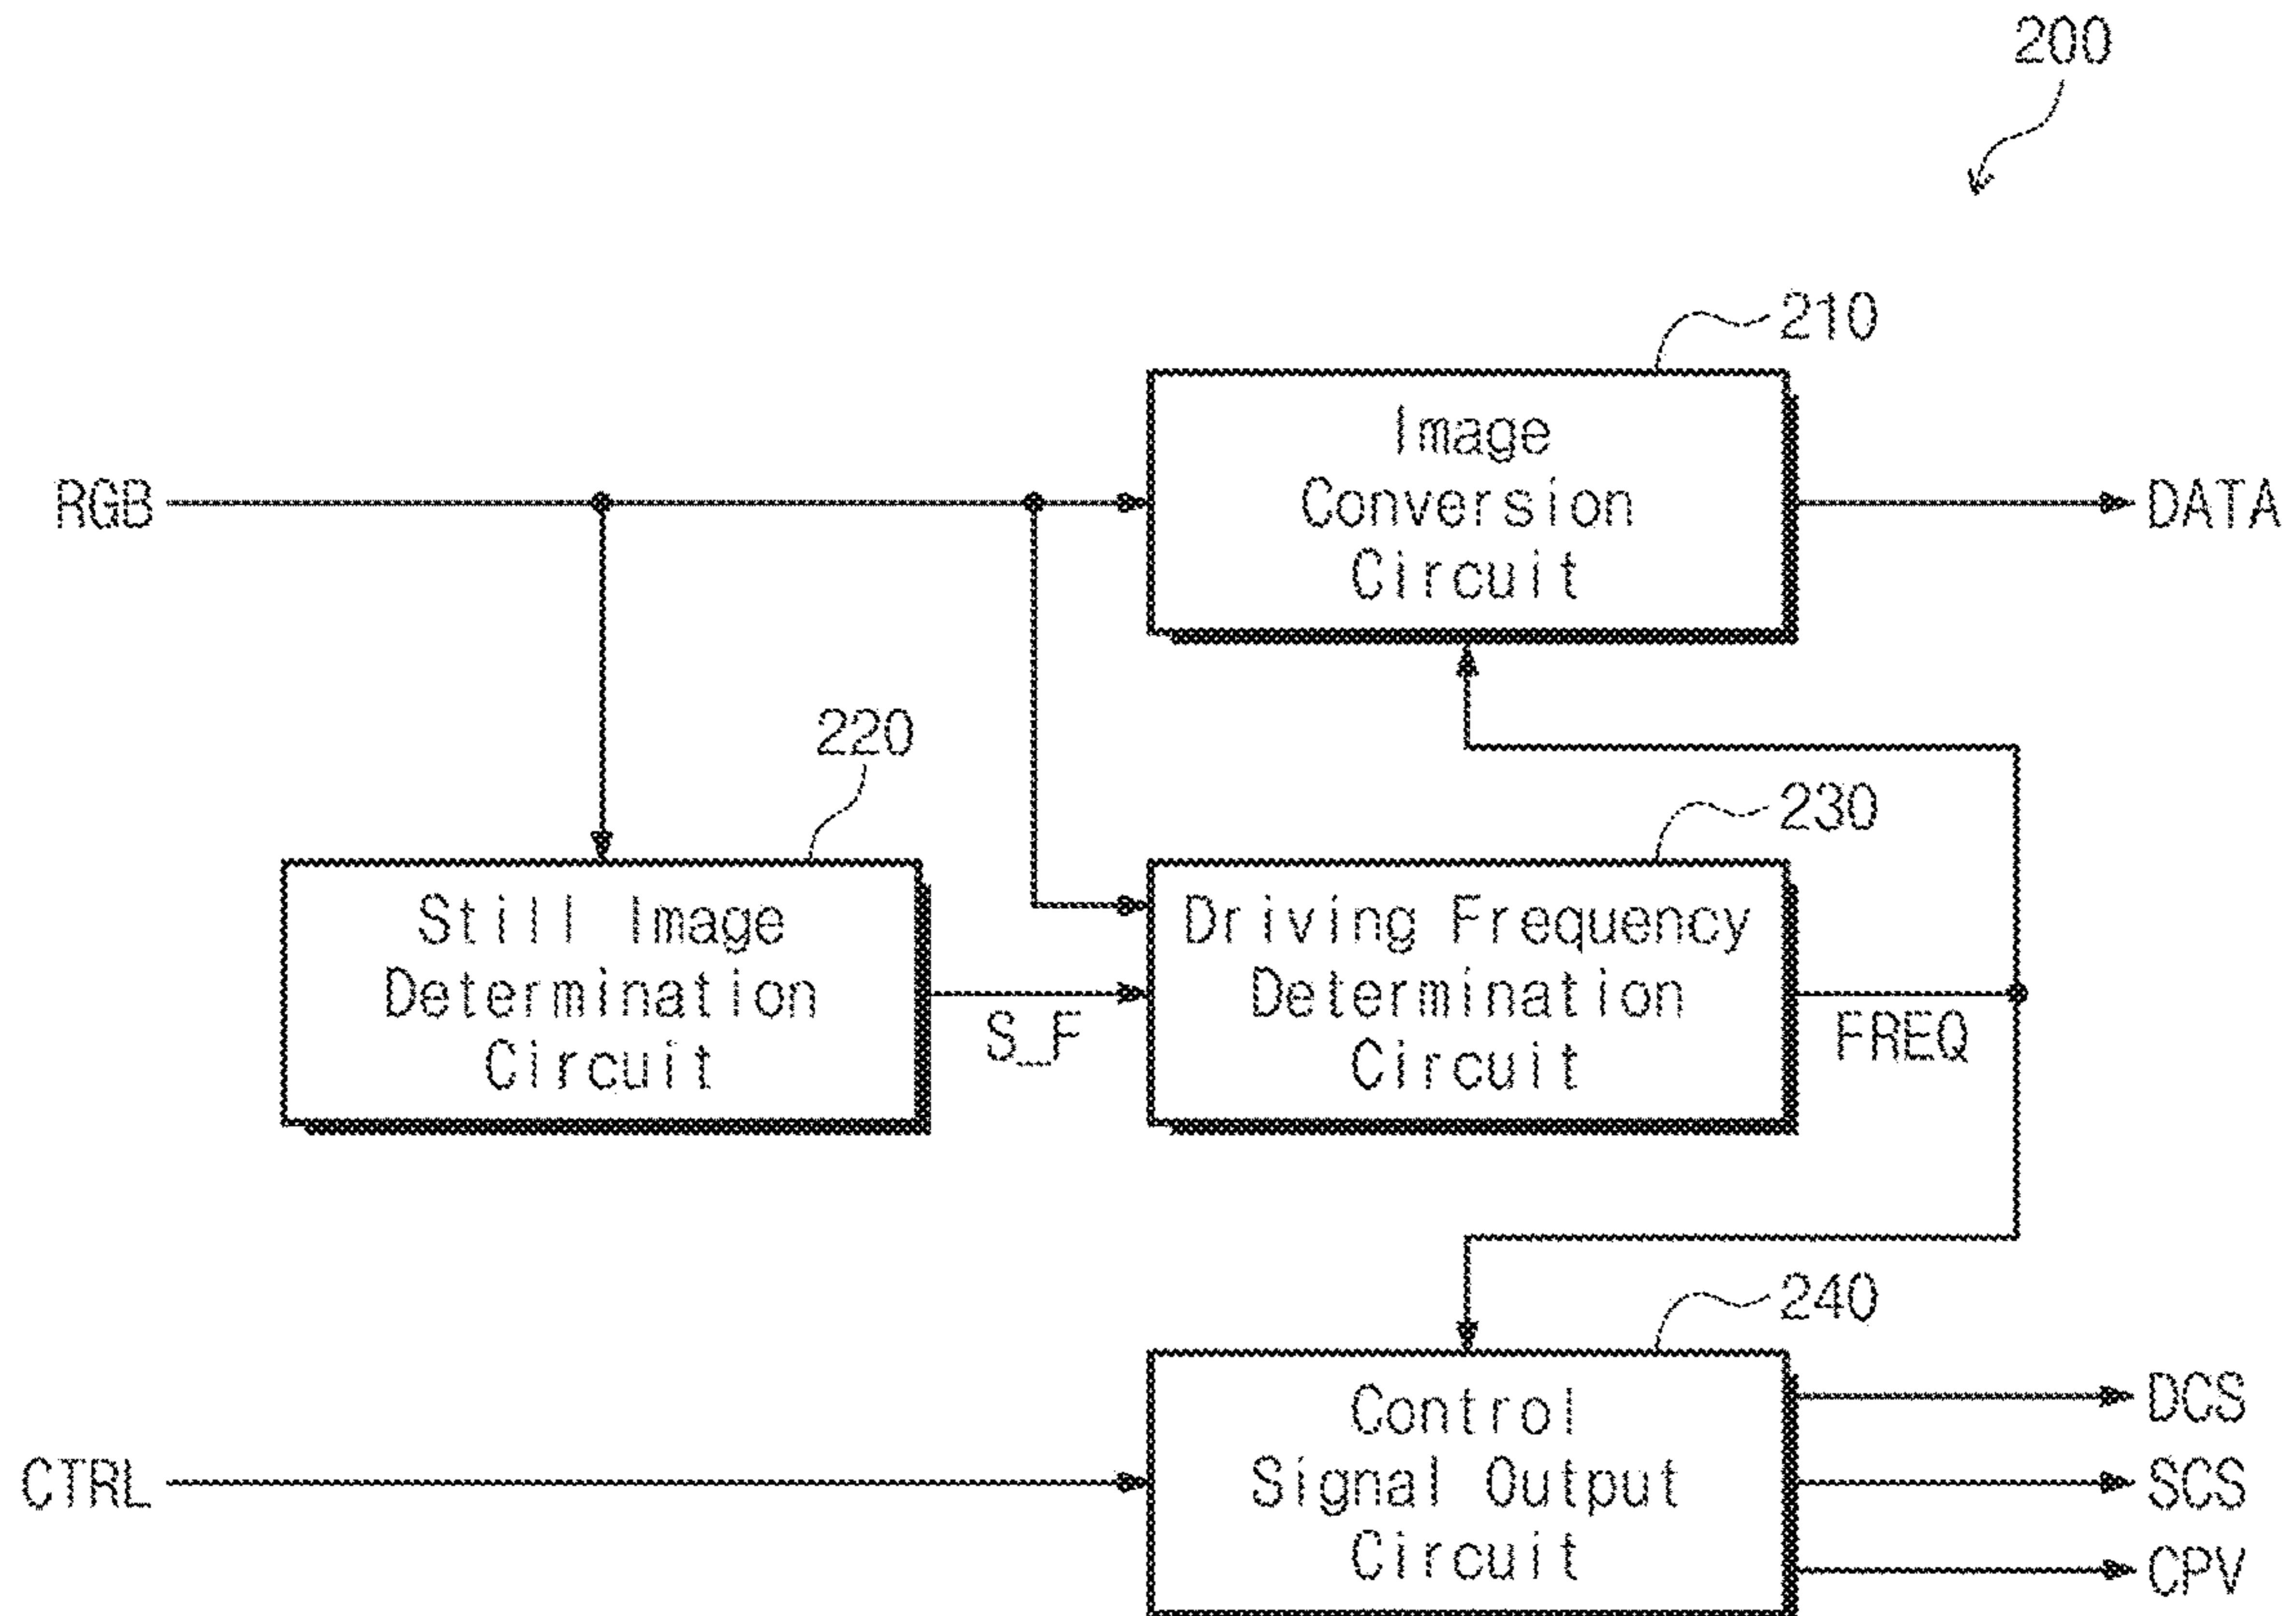 200
210
Image
Conversion
Circuit
RGB
DATA
220
230
Still Image
Determination
Circuit
S_F
Driving Frequency
Determination
Circuit
FREQ
240
Control
Signal Output
Circuit
CTRL
DCS
SCS
CPV